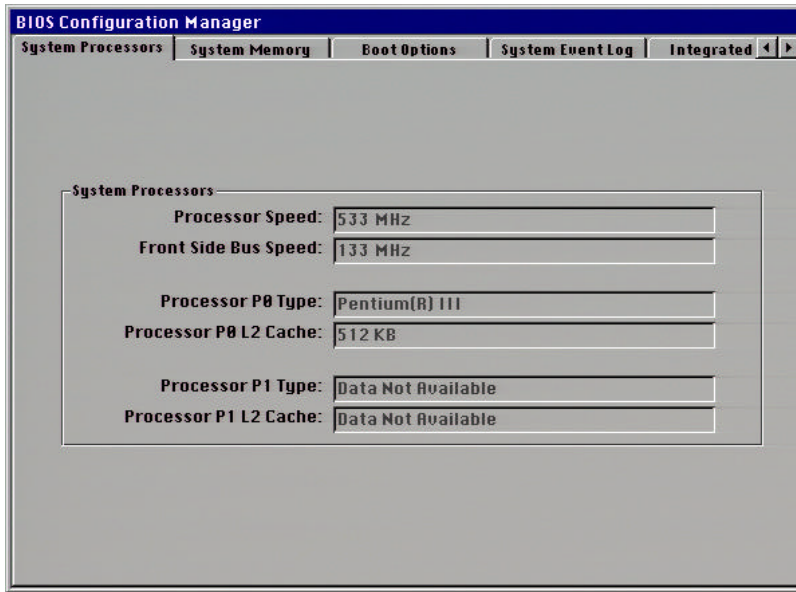 BIOS Configuration Manager
System Processors System Memory Boot Options System Event Log Integrated
System Processors
Processor Speed: 533 MHz
Front Side Bus Speed: 133 MHz
Processor P0 Type: Pentium(R) III
Processor P0 L2 Cache: 512 KB
Processor P1 Type: Data Not Available
Processor P1 L2 Cache: Data Not Available